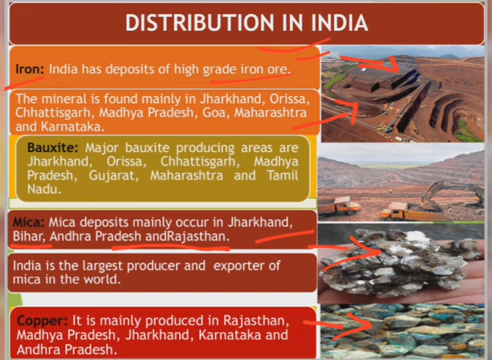 DISTRIBUTION IN INDIA
Iron: India has deposits of high grade iron ore.
The mineral is found mainly in Jharkhand, Orissa,
Chhattisgarh, Madhya Pradesh, Goa, Maharashtra
and Karnataka.
Bauxite: Major bauxite producing areas are
Jharkhand, Orissa, Chhattisgarh, Madhya
Pradesh, Gujarat, Maharashtra and Tamil
Nadu.
Mica: Mica deposits mainly occur in Jharkhand,
Bihar, Andhra Pradesh andRajasthan.
India is the largest producer and exporter of
mica in the world.
Copper: It is mainly produced in Rajasthan,
Madhya Pradesh, Jharkhand, Karnataka and
Andhra Pradesh.